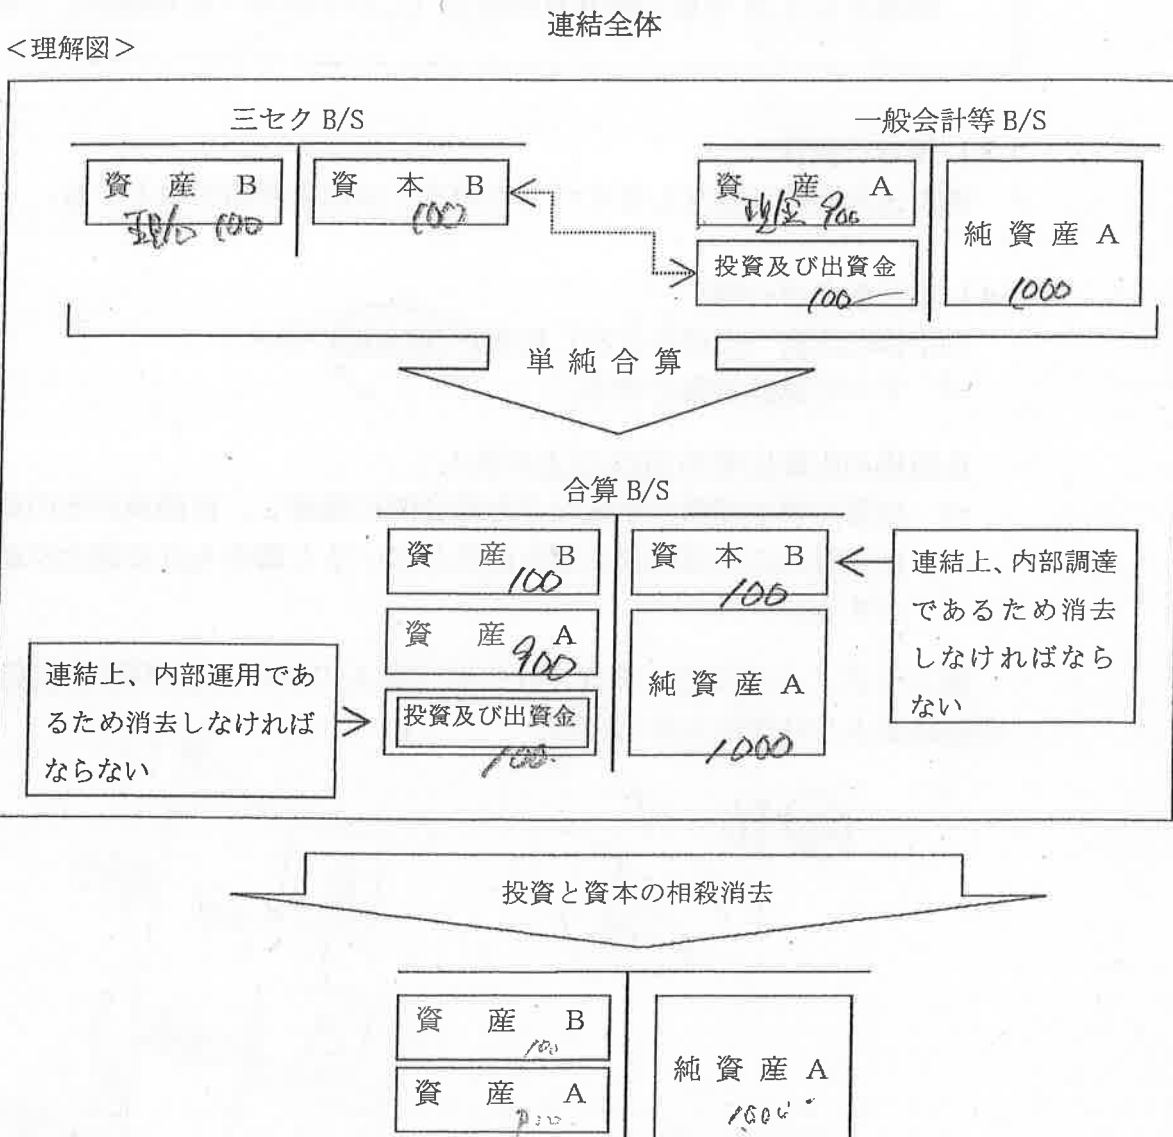 連結全体
＜理解図＞
三セク B/S
一般会計等 B/S
資 産 B
100
資 本 B
100
資 産 A
現金 900
投資及び出資金
100
純 資 産 A
1000
単 純 合 算
合算 B/S
資 産 B
100
資 本 B
100
資 産 A
900
投資及び出資金
100
純 資 産 A
1000
連結上、内部調達
であるため消去
しなければなら
ない
連結上、内部運用であ
るため消去しなければ
ならない
投資と資本の相殺消去
資 産 B
100
資 産 A
純 資 産 A
1000